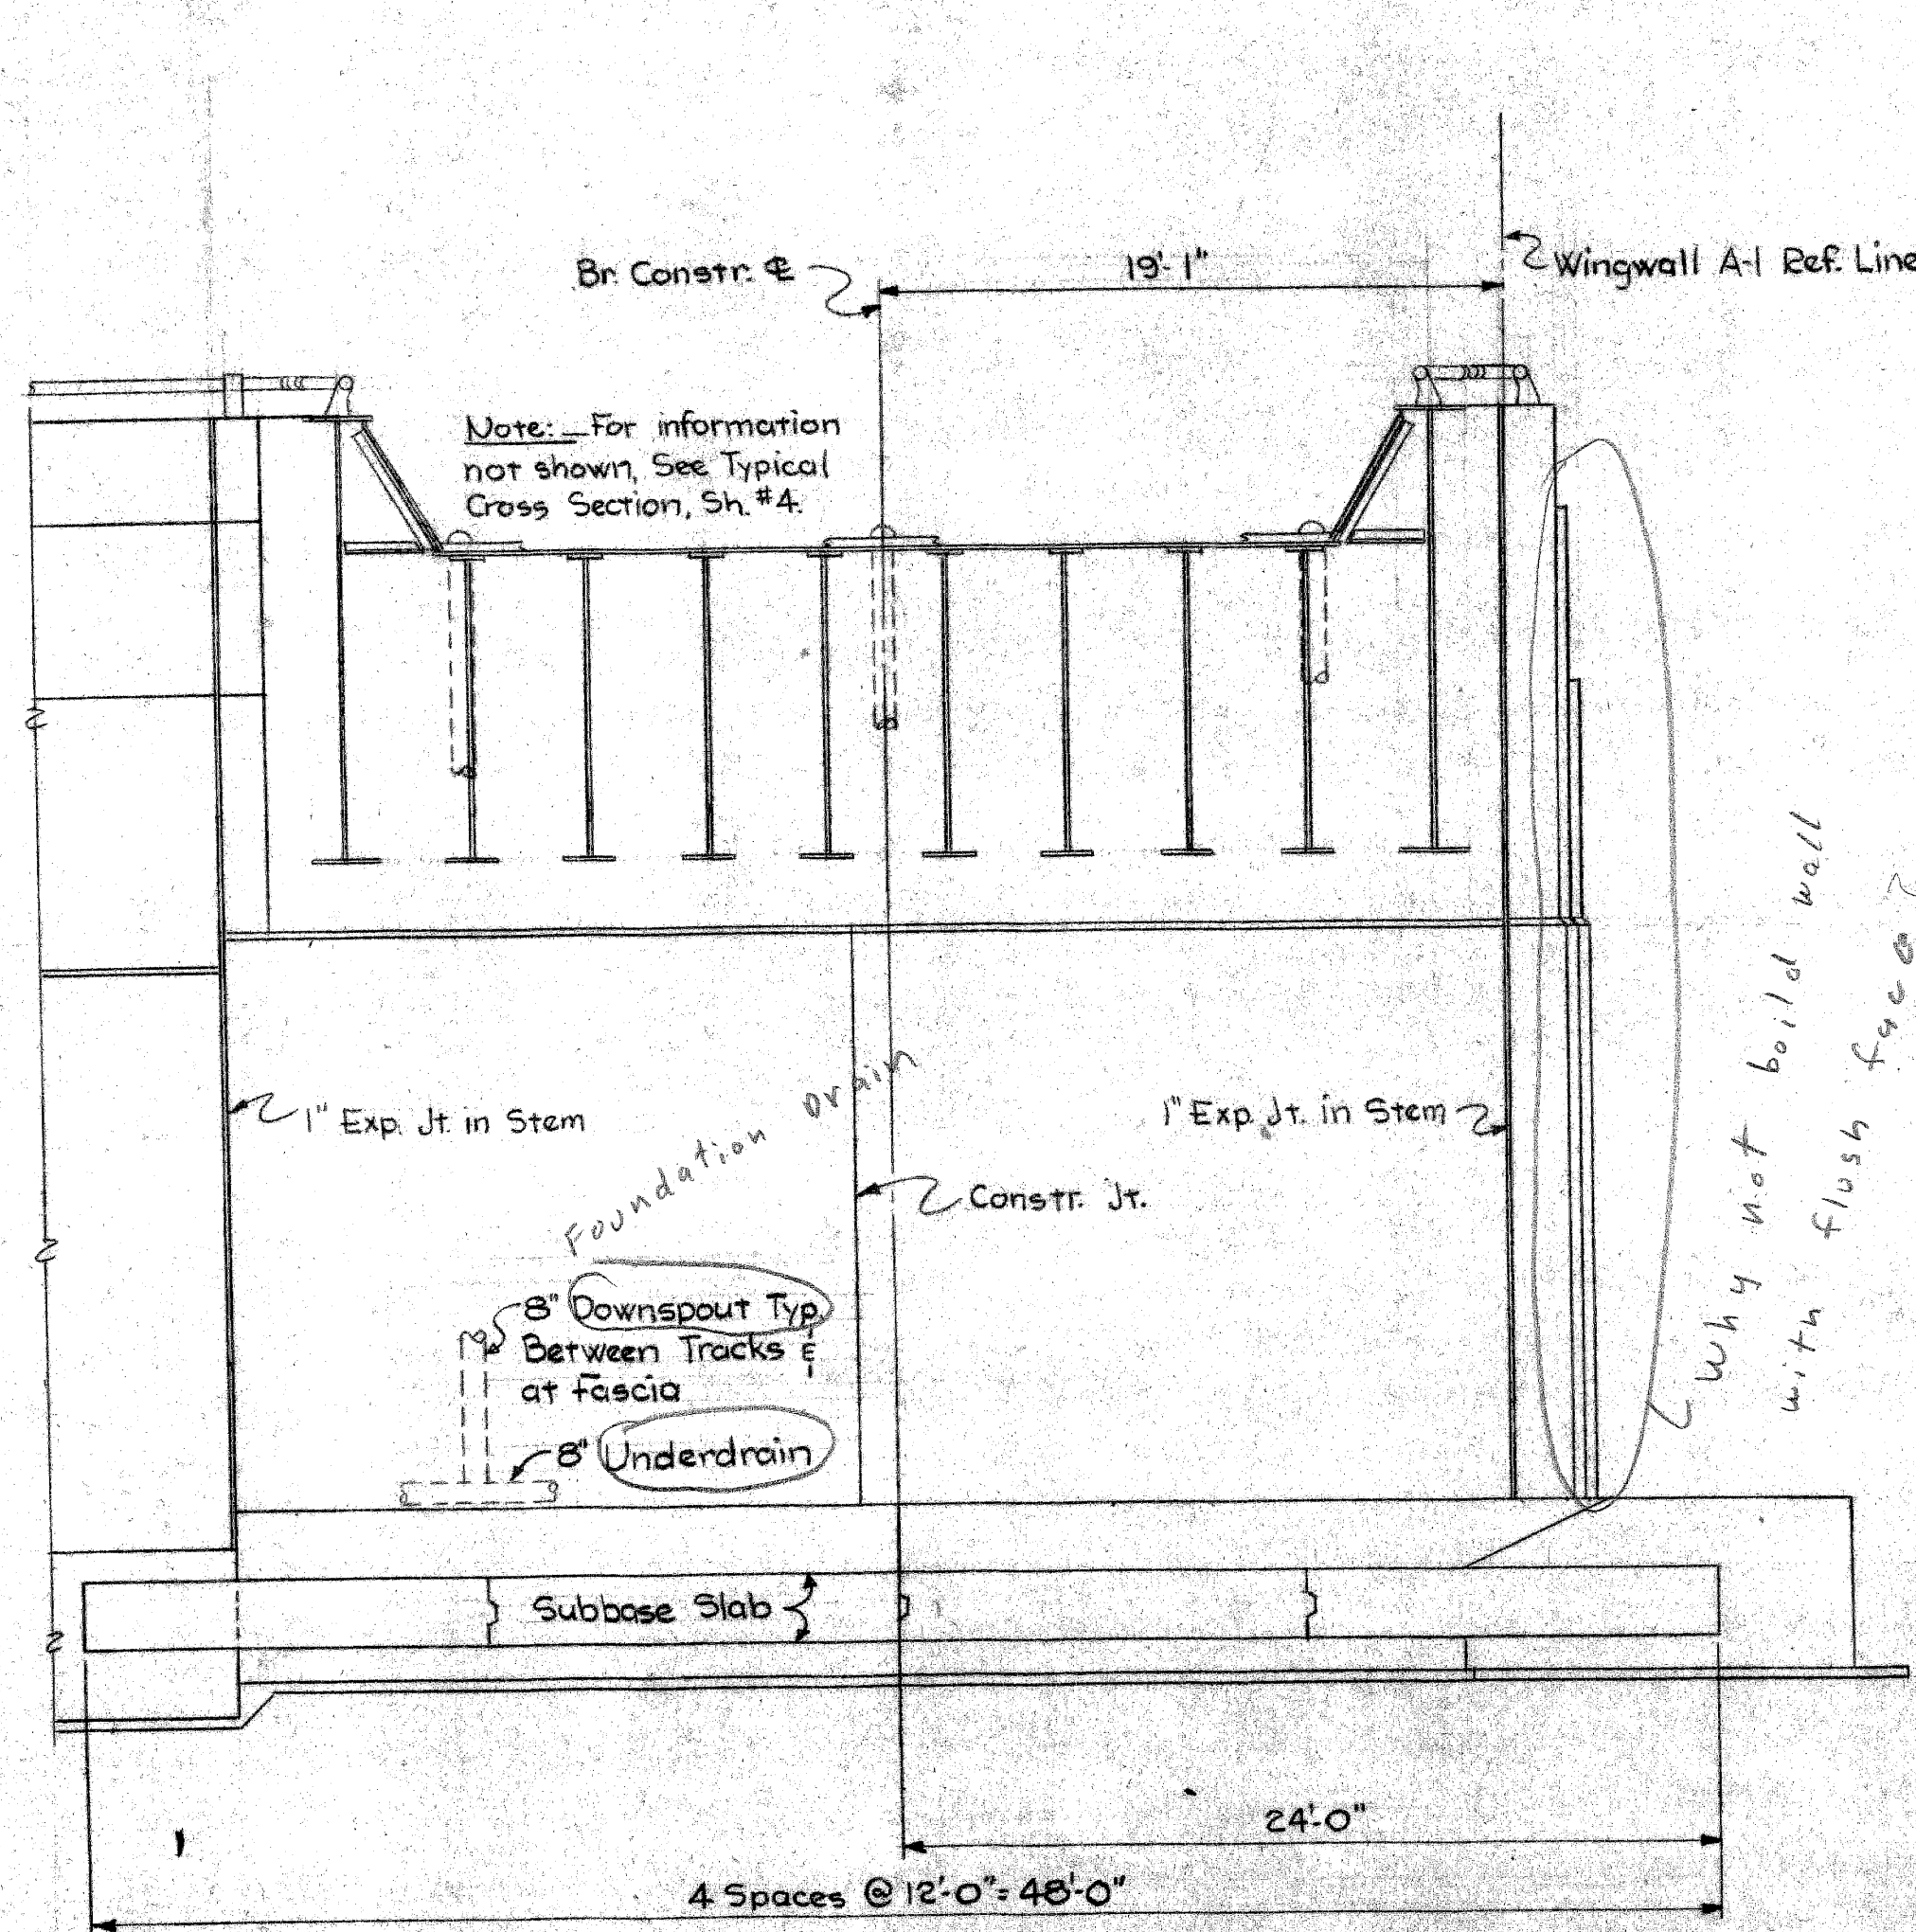 Br. Constr. ℄
19'-1"
Wingwall A-1 Ref. Line
Note:- For information
not shown, See Typical
Cross Section, Sh. #4.
Why not build wall
with flush face?
1" Exp. Jt. in Stem
Foundation Drain
1" Exp. Jt. in Stem
Constr. Jt.
8" Downspout Typ.
Between Tracks &
at fascia
8" Underdrain
Subbase Slab
24'-0"
4 Spaces @ 12'-0" = 48'-0"